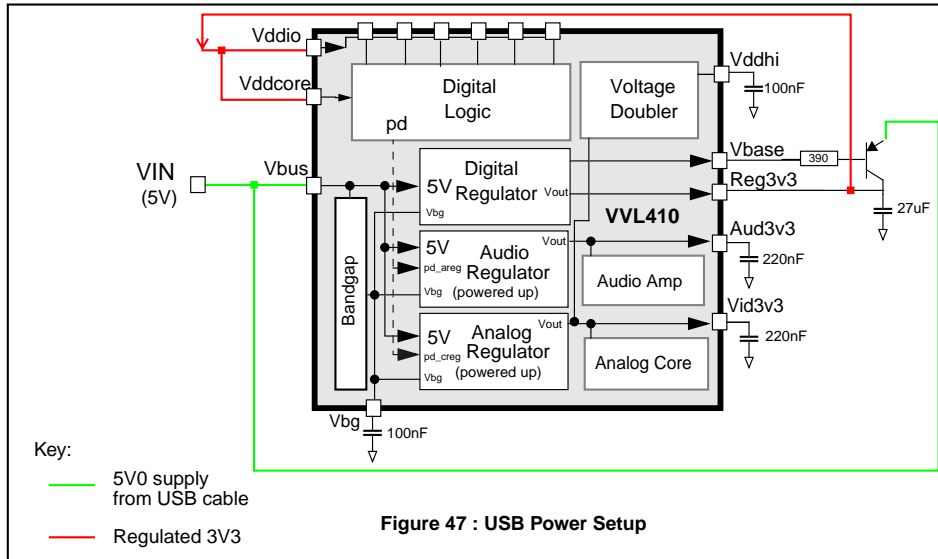 Vddio
Vddcore
Digital
Logic
pd
Voltage
Doubler
Vddhi
100nF
VIN
(5V)
Vbus
5V
Digital
Regulator
Vout
Vbg
Vbase
390
Reg3v3
VVL410
27uF
Bandgap
5V
Audio
Regulator
(powered up)
Vout
pd_areg
Vbg
Audio Amp
Aud3v3
220nF
5V
Analog
Regulator
(powered up)
Vout
pd_creg
Vbg
Analog Core
Vid3v3
220nF
Vbg
100nF
Key:
5V0 supply
from USB cable
Regulated 3V3
Figure 47 : USB Power Setup